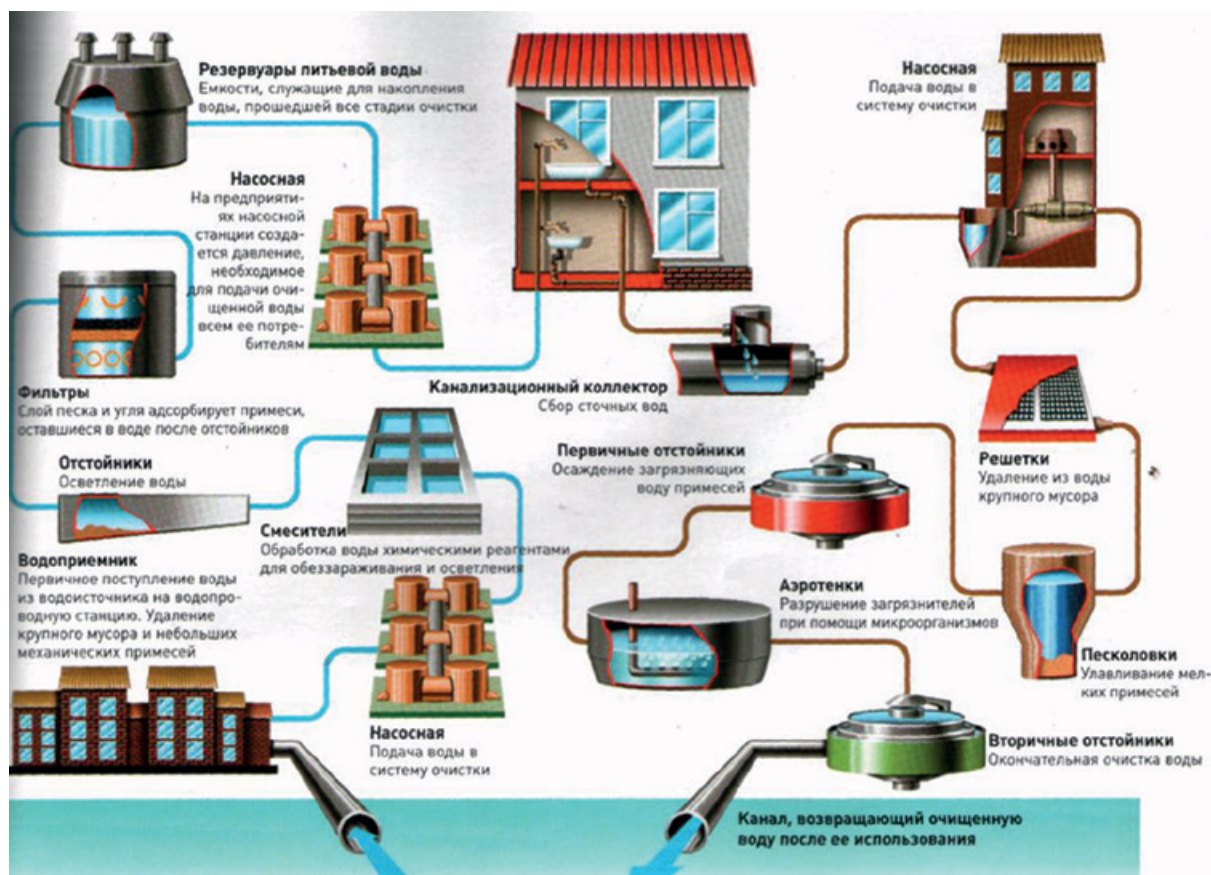 Резервуары питьевой воды
Емкости, служащие для накопления
воды, прошедшей все стадии очистки
Насосная
На предприяти-
ях насосной
станции созда-
ется давление,
необходимое
для подачи очи-
щенной воды
всем ее потре-
бителям
Фильтры
Слой песка и угля адсорбирует примеси,
оставшиеся в воде после отстойников
Отстойники
Осветление воды
Смесители
Обработка воды химическими реагентами
для обеззараживания и осветления
Водоприемник
Первичное поступление воды
из водоисточника на водопро-
водную станцию. Удаление
крупного мусора и небольших
механических примесей
Насосная
Подача воды в
систему очистки
Насосная
Подача воды в
систему очистки
Канализационный коллектор
Сбор сточных вод
Решетки
Удаление из воды
крупного мусора
Первичные отстойники
Осаждение загрязняющих
воду примесей
Аэротенки
Разрушение загрязнителей
при помощи микроорганизмов
Песколовки
Улавливание мел-
ких примесей
Вторичные отстойники
Окончательная очистка воды
Канал, возвращающий очищенную
воду после ее использования